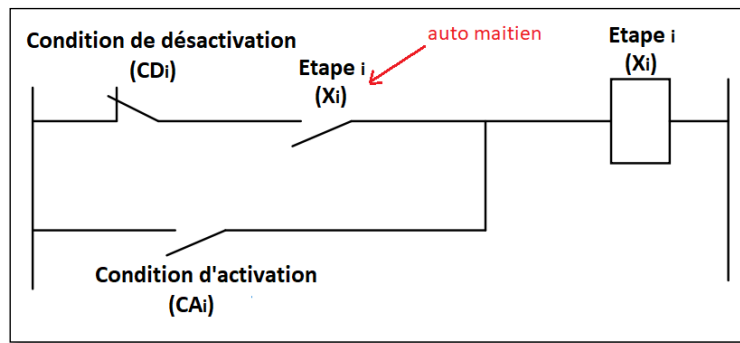 Condition de désactivation
(CDi)
auto maitien
Etape i
(Xi)
Etape i
(Xi)
Condition d'activation
(CAi)